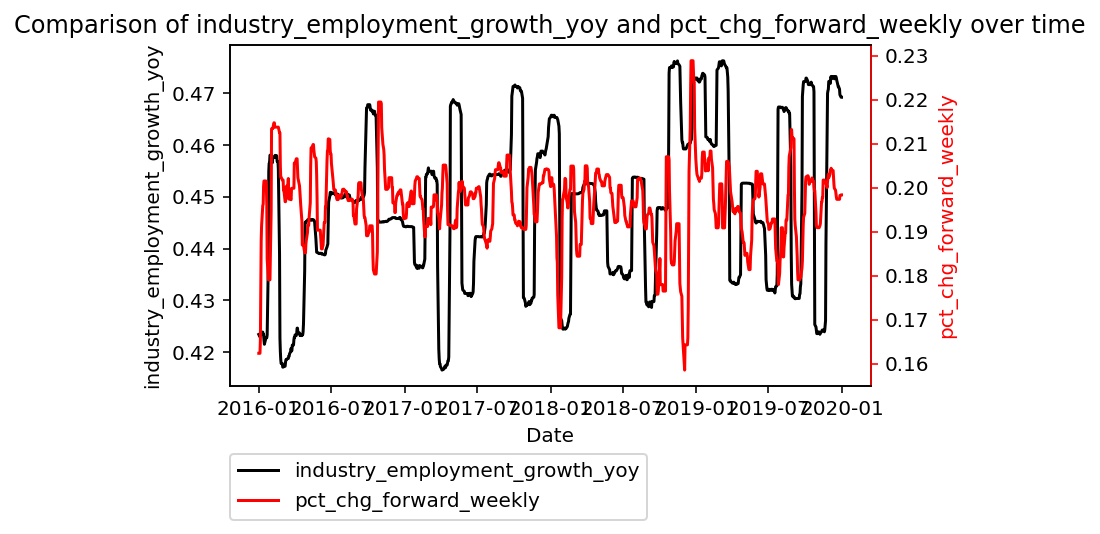 Comparison of industry_employment_growth_yoy and pct_chg_forward_weekly over time
industry_employment_growth_yoy
0.47
0.46
0.45
0.44
0.43
0.42
0.23
0.22
0.21
0.20
0.19
0.18
0.17
0.16
pct_chg_forward_weekly
2016-01 2016-07 2017-01 2017-07 2018-01 2018-07 2019-01 2019-07 2020-01
Date
industry_employment_growth_yoy
pct_chg_forward_weekly